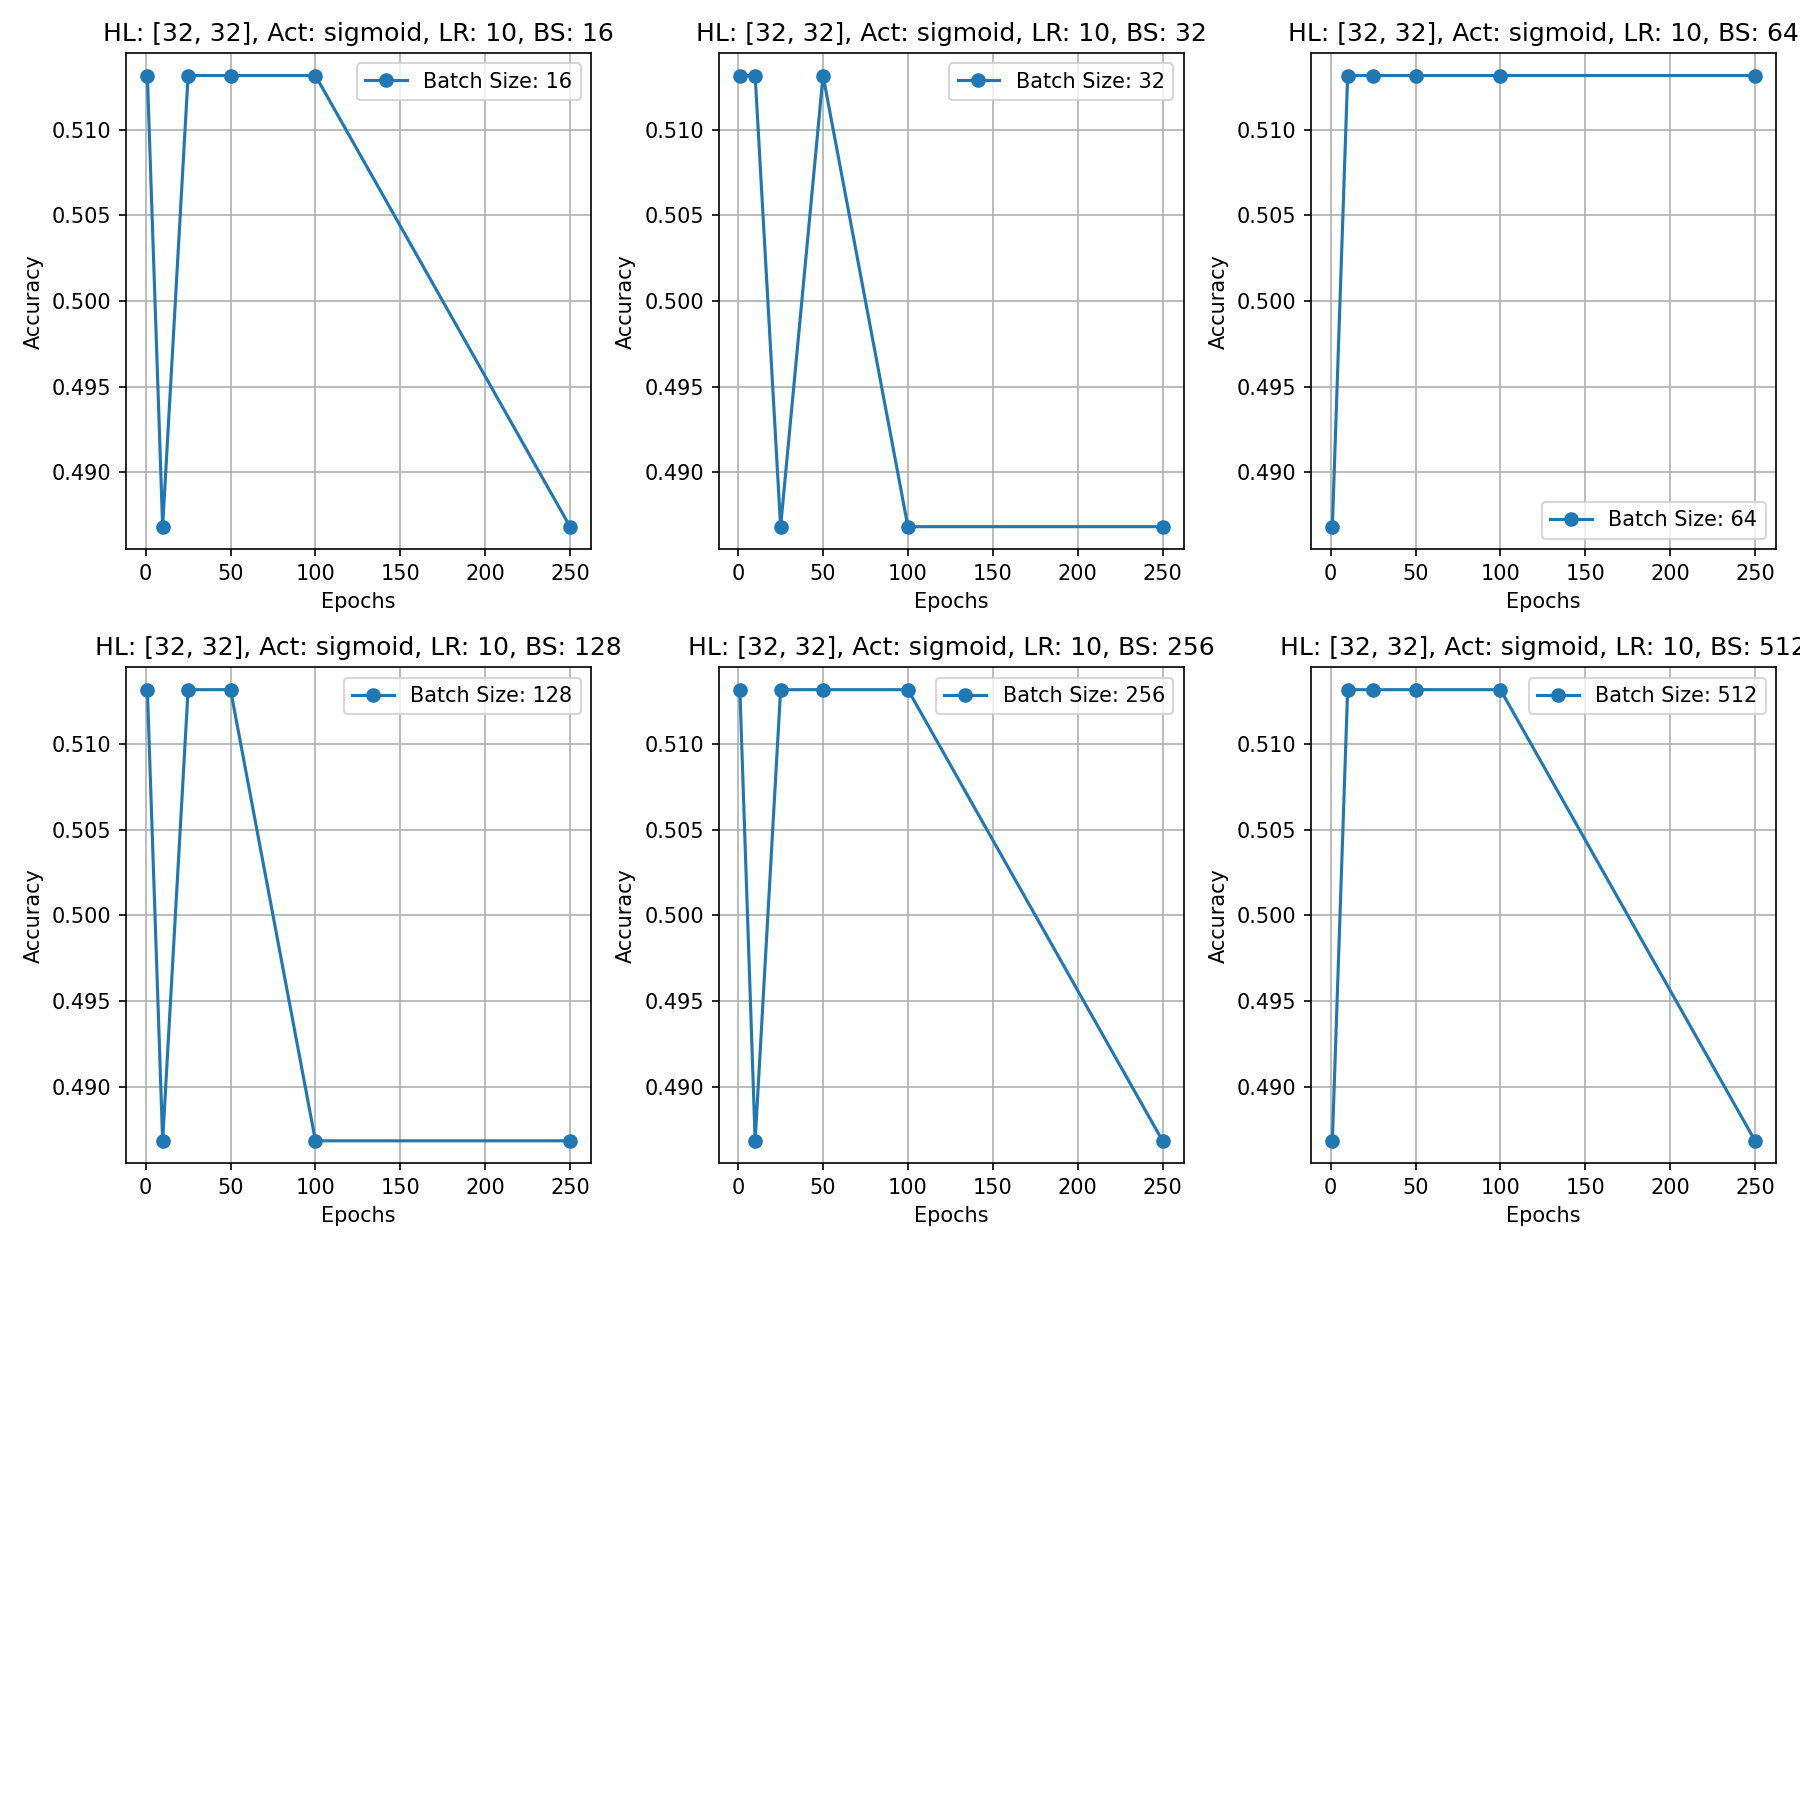 HL: [32, 32], Act: sigmoid, LR: 10, BS: 16
Batch Size: 16
0.510
0.505
0.500
0.495
0.490
Accuracy
0 50 100 150 200 250
Epochs
HL: [32, 32], Act: sigmoid, LR: 10, BS: 32
Batch Size: 32
0.510
0.505
0.500
0.495
0.490
Accuracy
0 50 100 150 200 250
Epochs
HL: [32, 32], Act: sigmoid, LR: 10, BS: 64
0.510
0.505
0.500
0.495
0.490
Accuracy
Batch Size: 64
0 50 100 150 200 250
Epochs
HL: [32, 32], Act: sigmoid, LR: 10, BS: 128
Batch Size: 128
0.510
0.505
0.500
0.495
0.490
Accuracy
0 50 100 150 200 250
Epochs
HL: [32, 32], Act: sigmoid, LR: 10, BS: 256
Batch Size: 256
0.510
0.505
0.500
0.495
0.490
Accuracy
0 50 100 150 200 250
Epochs
HL: [32, 32], Act: sigmoid, LR: 10, BS: 512
Batch Size: 512
0.510
0.505
0.500
0.495
0.490
Accuracy
0 50 100 150 200 250
Epochs